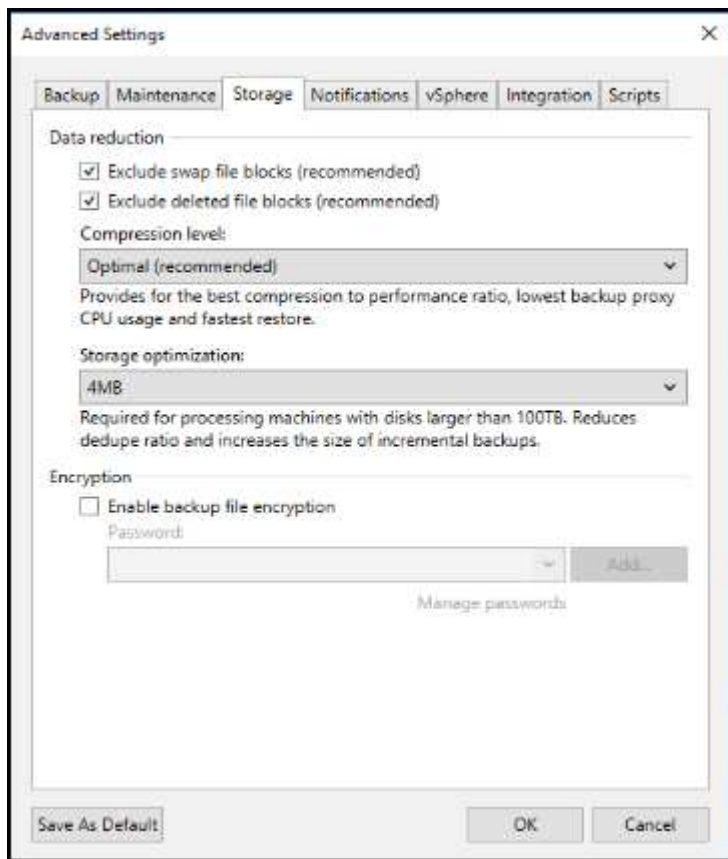 Advanced Settings
Backup Maintenance Storage Notifications vSphere Integration Scripts
Data reduction
Exclude swap file blocks (recommended)
Exclude deleted file blocks (recommended)
Compression level:
Optimal (recommended)
Provides for the best compression to performance ratio, lowest backup proxy
CPU usage and fastest restore.
Storage optimization:
4MB
Required for processing machines with disks larger than 100TB. Reduces
dedupe ratio and increases the size of incremental backups.
Encryption
Enable backup file encryption
Password:
Add...
Manage passwords
Save As Default OK Cancel